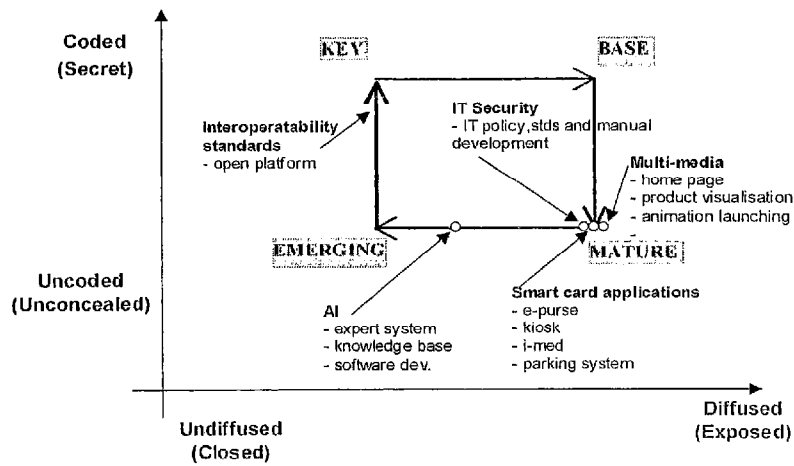 Coded
(Secret)
KEY
BASE
Interoperatability
standards
- open platform
IT Security
- IT policy,stds and manual
development
Multi-media
- home page
- product visualisation
- animation launching
-
EMERGING
MATURE
Uncoded
(Unconcealed)
AI
- expert system
- knowledge base
- software dev.
Smart card applications
- e-purse
- kiosk
- i-med
- parking system
Undiffused
(Closed)
Diffused
(Exposed)